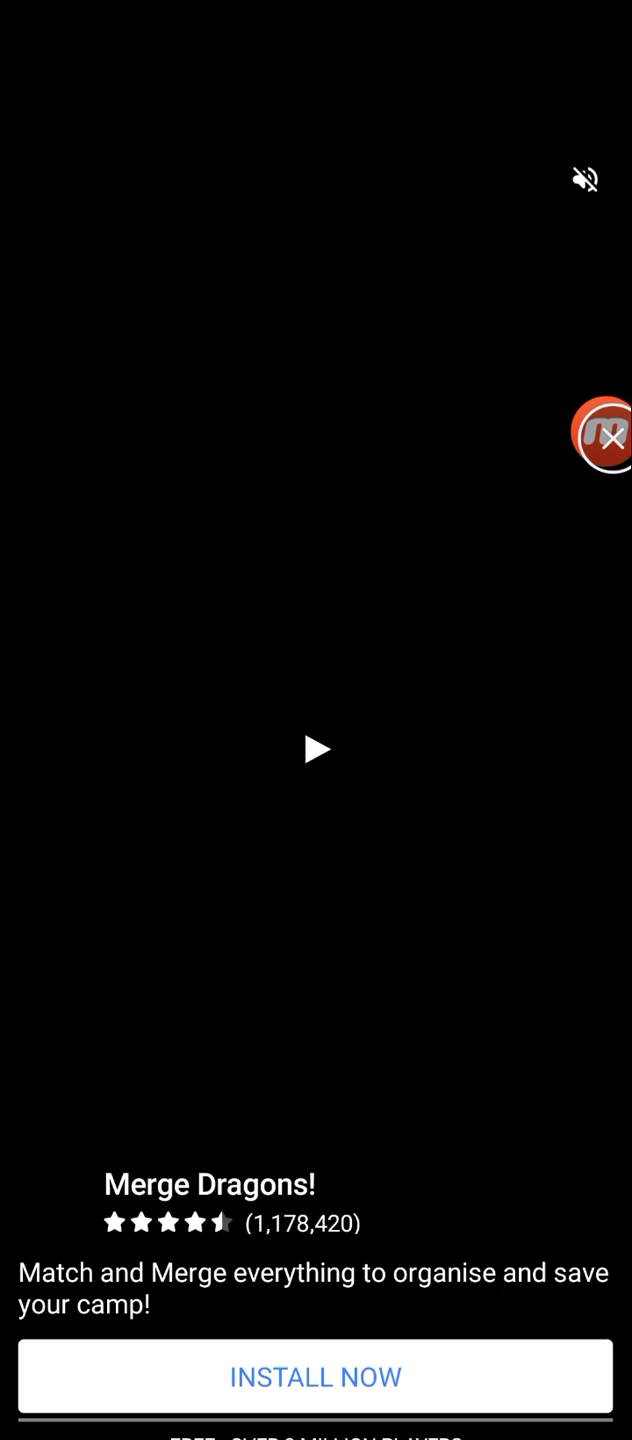 Merge Dragons!
(1,178,420)
Match and Merge everything to organise and save
your camp!
INSTALL NOW